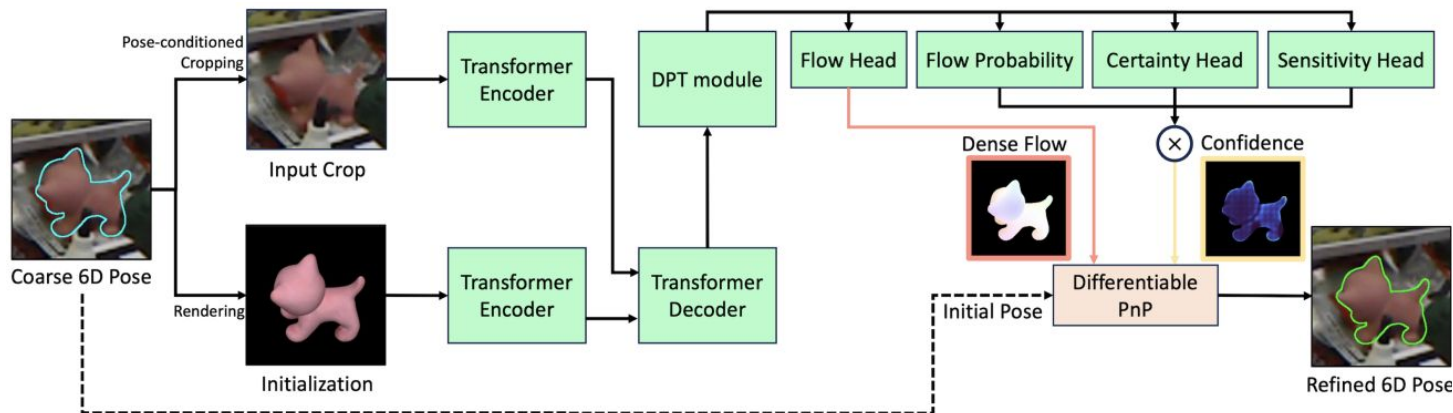 Pose-conditioned
Cropping
Input Crop
Coarse 6D Pose
Rendering
Initialization
Transformer
Encoder
Transformer
Encoder
Transformer
Decoder
DPT module
Flow Head
Flow Probability
Certainty Head
Sensitivity Head
Dense Flow
×
Confidence
Initial Pose
Differentiable
PnP
Refined 6D Pose